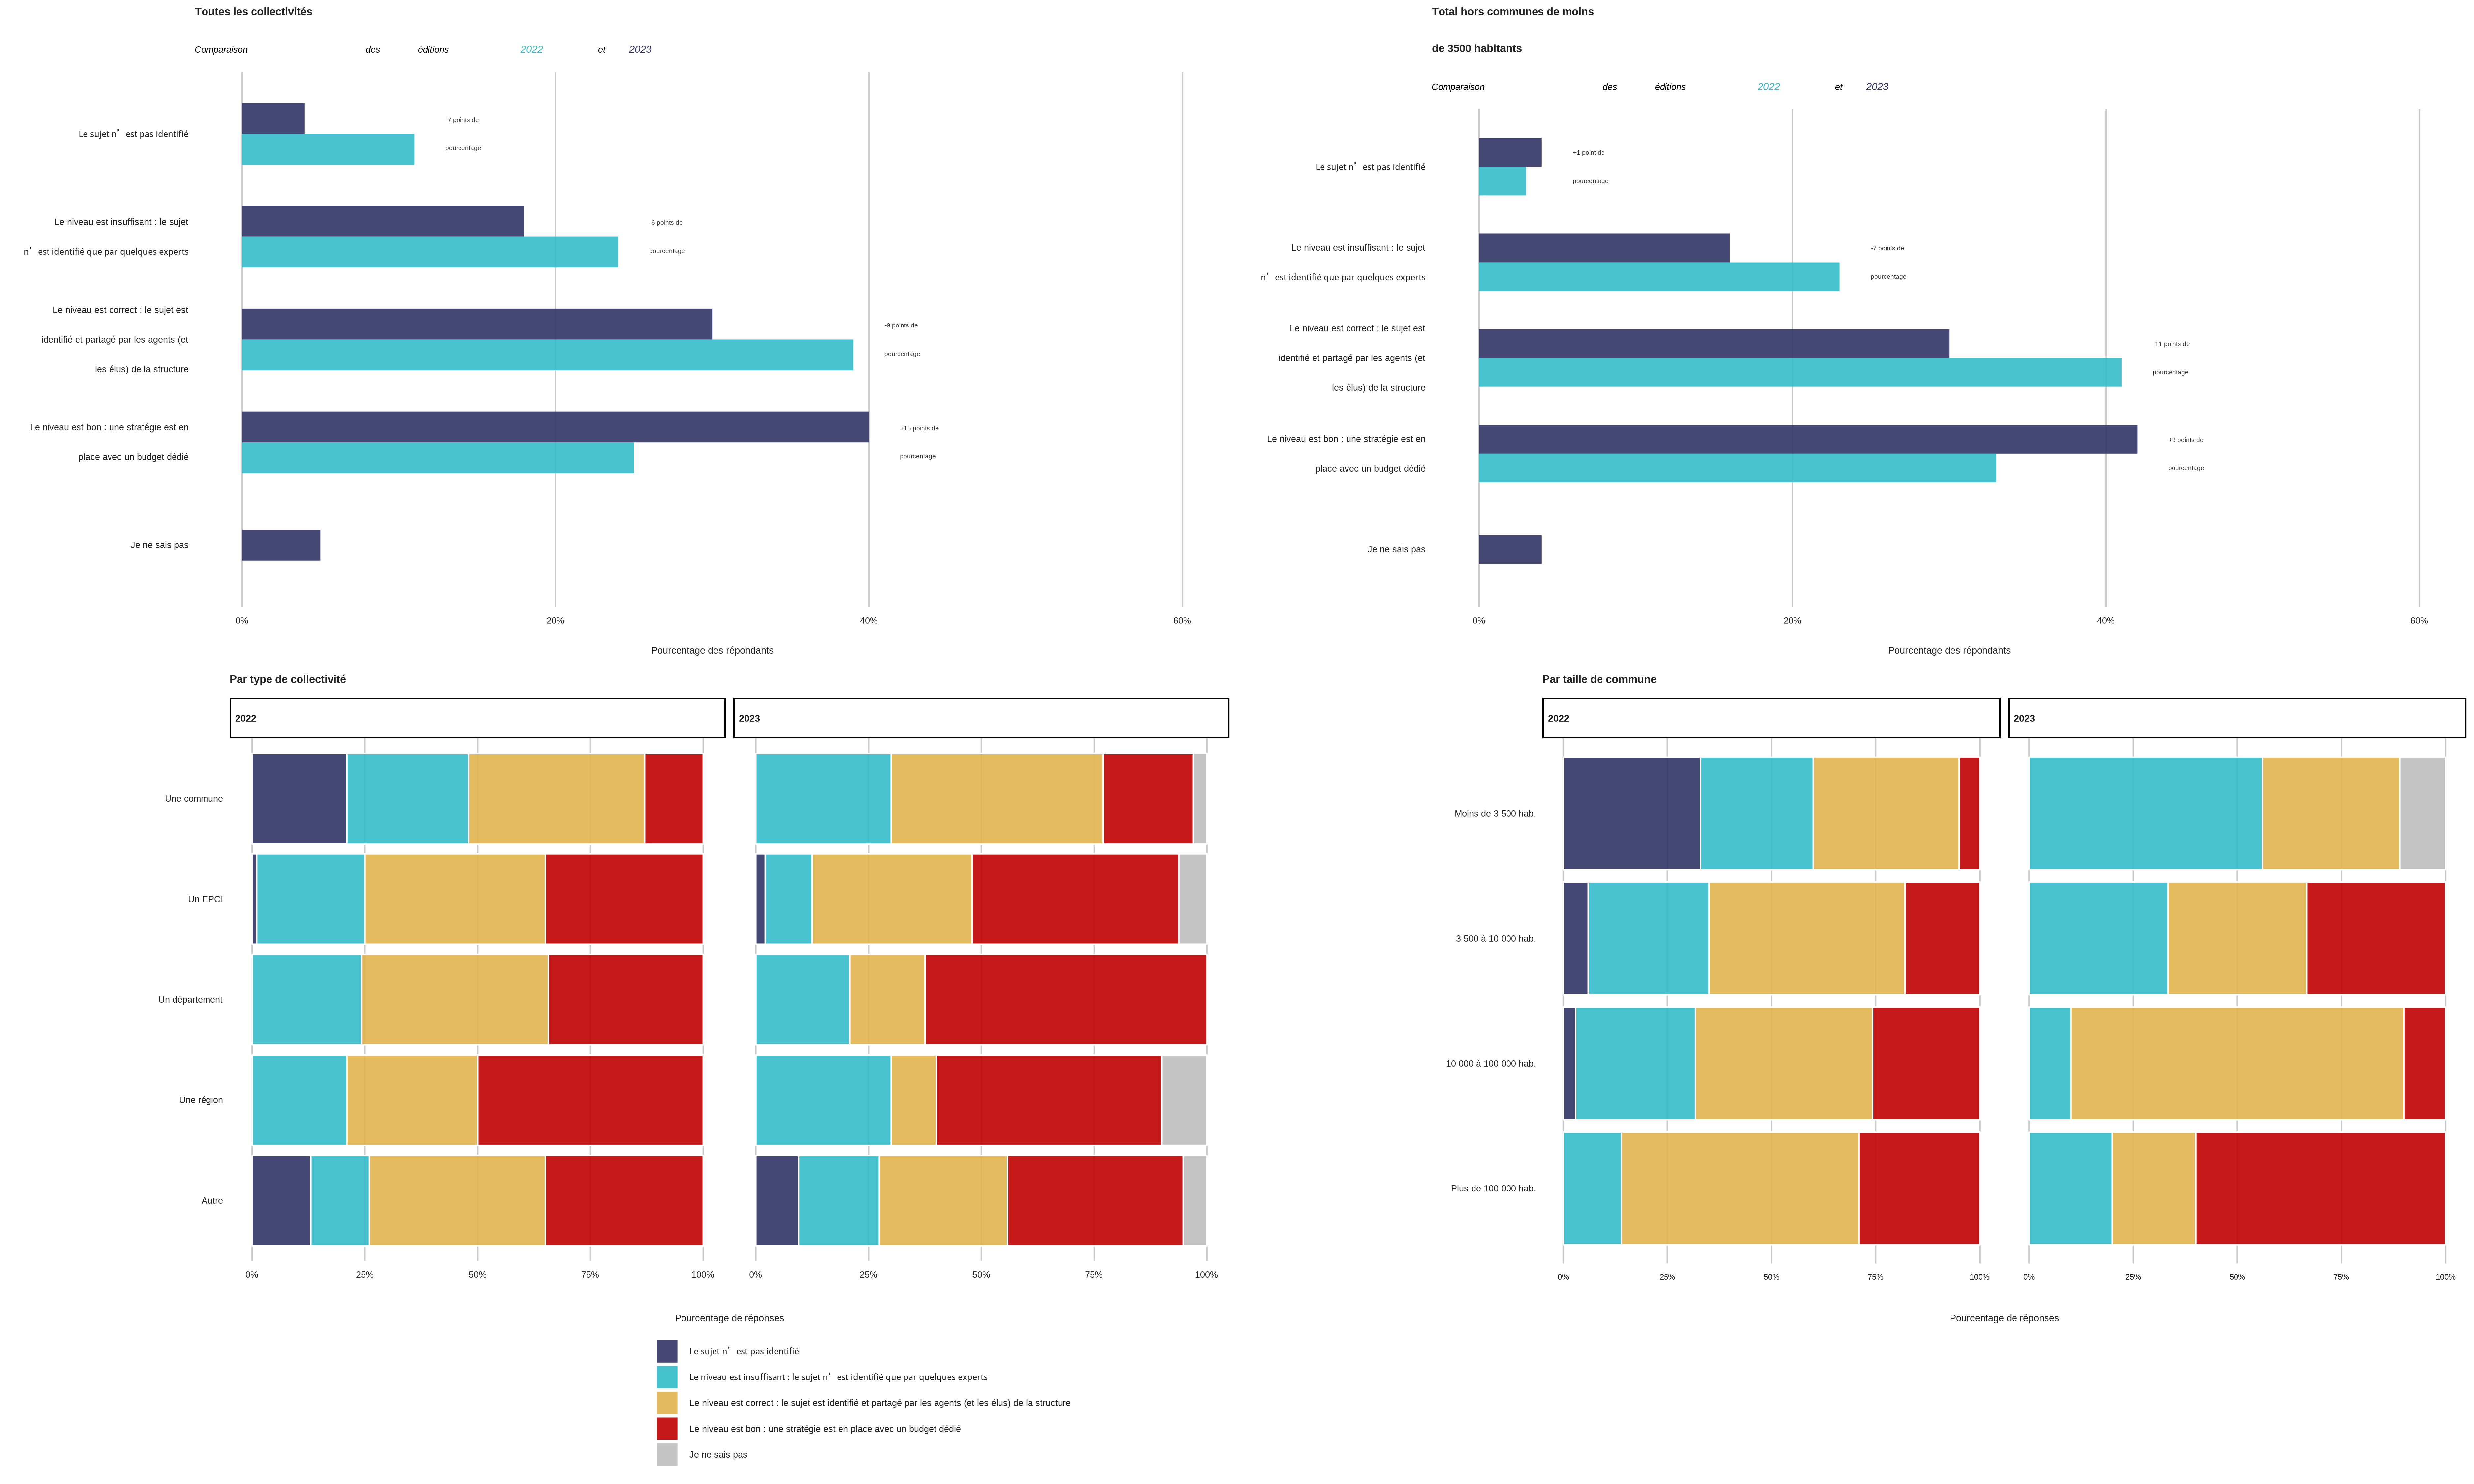 Toutes les collectivités
Comparaison des éditions 2022 et 2023
Le sujet n’est pas identifié
-7 points de
pourcentage
Le niveau est insuffisant : le sujet
n’est identifié que par quelques experts
-6 points de
pourcentage
Le niveau est correct : le sujet est
identifié et partagé par les agents (et
les élus) de la structure
-9 points de
pourcentage
Le niveau est bon : une stratégie est en
place avec un budget dédié
+15 points de
pourcentage
Je ne sais pas
0% 20% 40% 60%
Pourcentage des répondants
Total hors communes de moins
de 3500 habitants
Comparaison des éditions 2022 et 2023
Le sujet n’est pas identifié
+1 point de
pourcentage
Le niveau est insuffisant : le sujet
n’est identifié que par quelques experts
-7 points de
pourcentage
Le niveau est correct : le sujet est
identifié et partagé par les agents (et
les élus) de la structure
-11 points de
pourcentage
Le niveau est bon : une stratégie est en
place avec un budget dédié
+9 points de
pourcentage
Je ne sais pas
0% 20% 40% 60%
Pourcentage des répondants
Par type de collectivité
2022 2023
Une commune
Un EPCI
Un département
Une région
Autre
0% 25% 50% 75% 100% 0% 25% 50% 75% 100%
Pourcentage de réponses
Par taille de commune
2022 2023
Moins de 3 500 hab.
3 500 à 10 000 hab.
10 000 à 100 000 hab.
Plus de 100 000 hab.
0% 25% 50% 75% 100% 0% 25% 50% 75% 100%
Pourcentage de réponses
Le sujet n’est pas identifié
Le niveau est insuffisant : le sujet n’est identifié que par quelques experts
Le niveau est correct : le sujet est identifié et partagé par les agents (et les élus) de la structure
Le niveau est bon : une stratégie est en place avec un budget dédié
Je ne sais pas